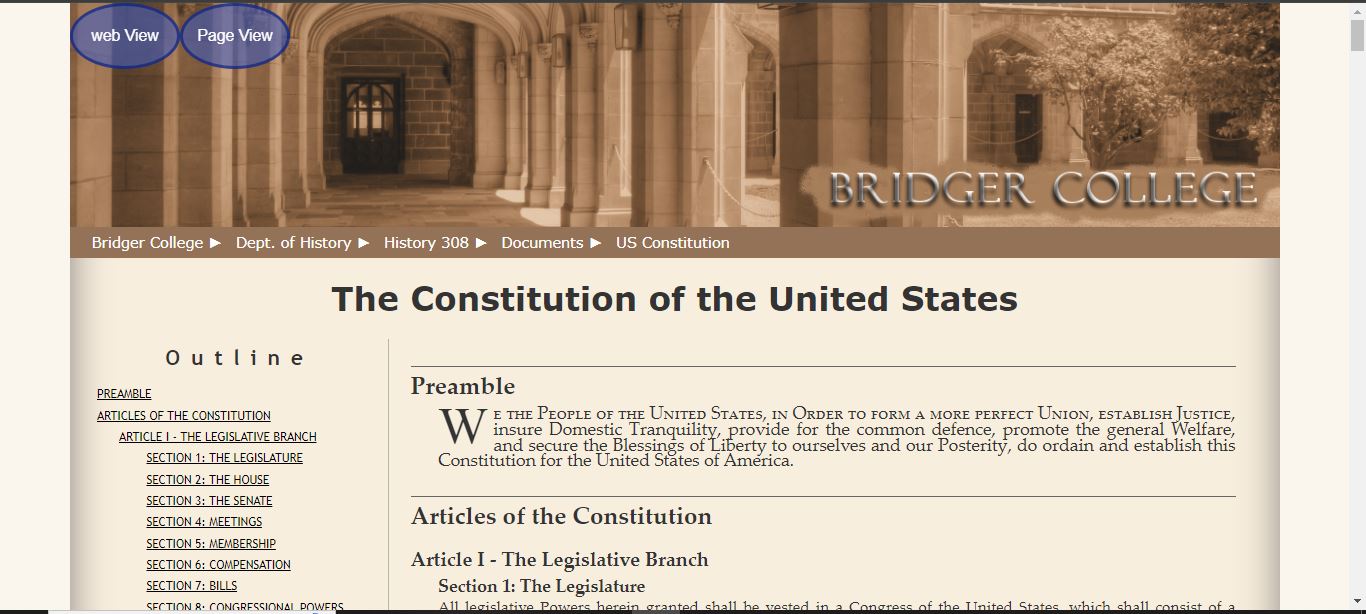 web View Page View
BRIDGER COLLEGE
Bridger College ► Dept. of History ► History 308 ► Documents ► US Constitution
The Constitution of the United States
Outline
PREAMBLE
ARTICLES OF THE CONSTITUTION
ARTICLE I - THE LEGISLATIVE BRANCH
SECTION 1: THE LEGISLATURE
SECTION 2: THE HOUSE
SECTION 3: THE SENATE
SECTION 4: MEETINGS
SECTION 5: MEMBERSHIP
SECTION 6: COMPENSATION
SECTION 7: BILLS
SECTION 8: CONGRESSIONAL POWERS
Preamble
WE THE PEOPLE OF THE UNITED STATES, IN ORDER TO FORM A MORE PERFECT UNION, ESTABLISH JUSTICE,
insure Domestic Tranquility, provide for the common defence, promote the general Welfare,
and secure the Blessings of Liberty to ourselves and our Posterity, do ordain and establish this
Constitution for the United States of America.
Articles of the Constitution
Article I - The Legislative Branch
Section 1: The Legislature
All legislative Powers herein granted shall be vested in a Congress of the United States, which shall consist of a